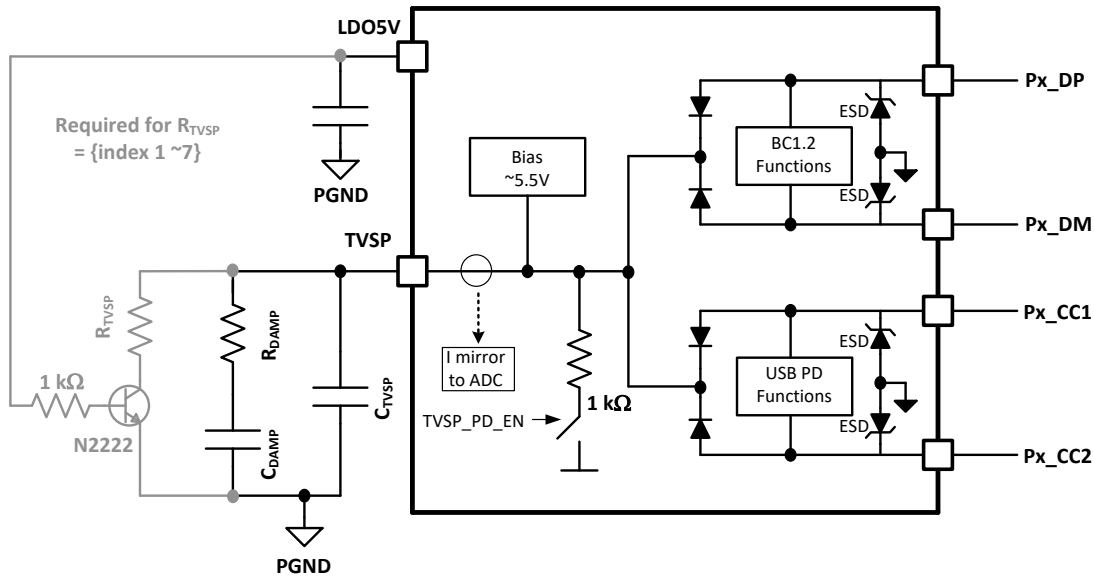 LDO5V
Required for RTVSP
= {index 1 ~7}
PGND
Bias
~5.5V
TVSP
RTVSP
RDAMP
1 kΩ
N2222
CDAMP
CTVSP
PGND
I mirror
to ADC
TVSP_PD_EN
1 kΩ
BC1.2
Functions
ESD
ESD
Px_DP
Px_DM
USB PD
Functions
ESD
ESD
Px_CC1
Px_CC2